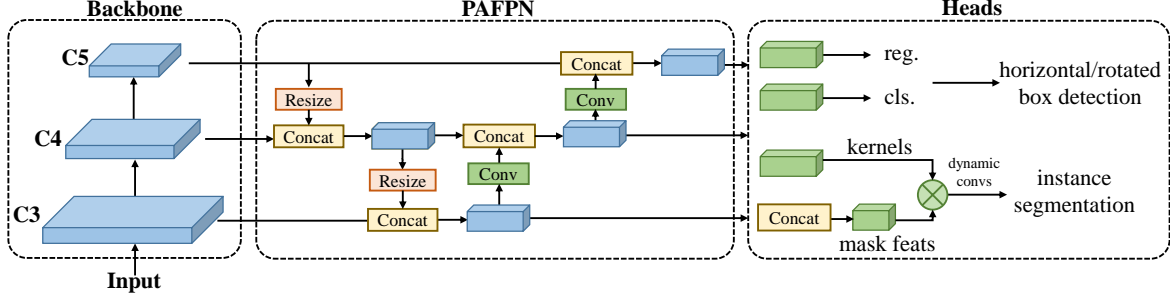 Backbone
PAFPN
Heads
C5
C4
C3
Input
Resize
Concat
Concat
Conv
Concat
Resize
Conv
Concat
reg.
cls.
horizontal/rotated
box detection
kernels
dynamic
convs
Concat
mask feats
instance
segmentation